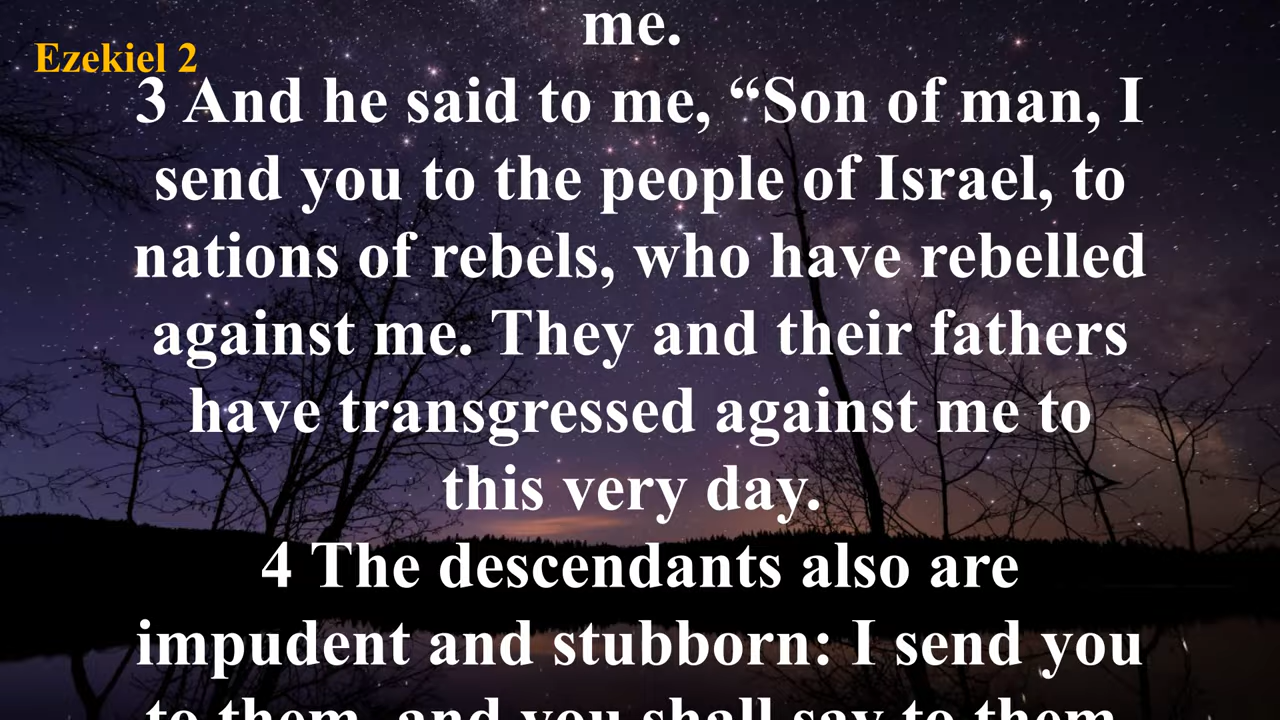 me.
Ezekiel 2
3 And he said to me, “Son of man, I
send you to the people of Israel, to
nations of rebels, who have rebelled
against me. They and their fathers
have transgressed against me to
this very day.
4 The descendants also are
impudent and stubborn: I send you
to them, and you shall say to them,